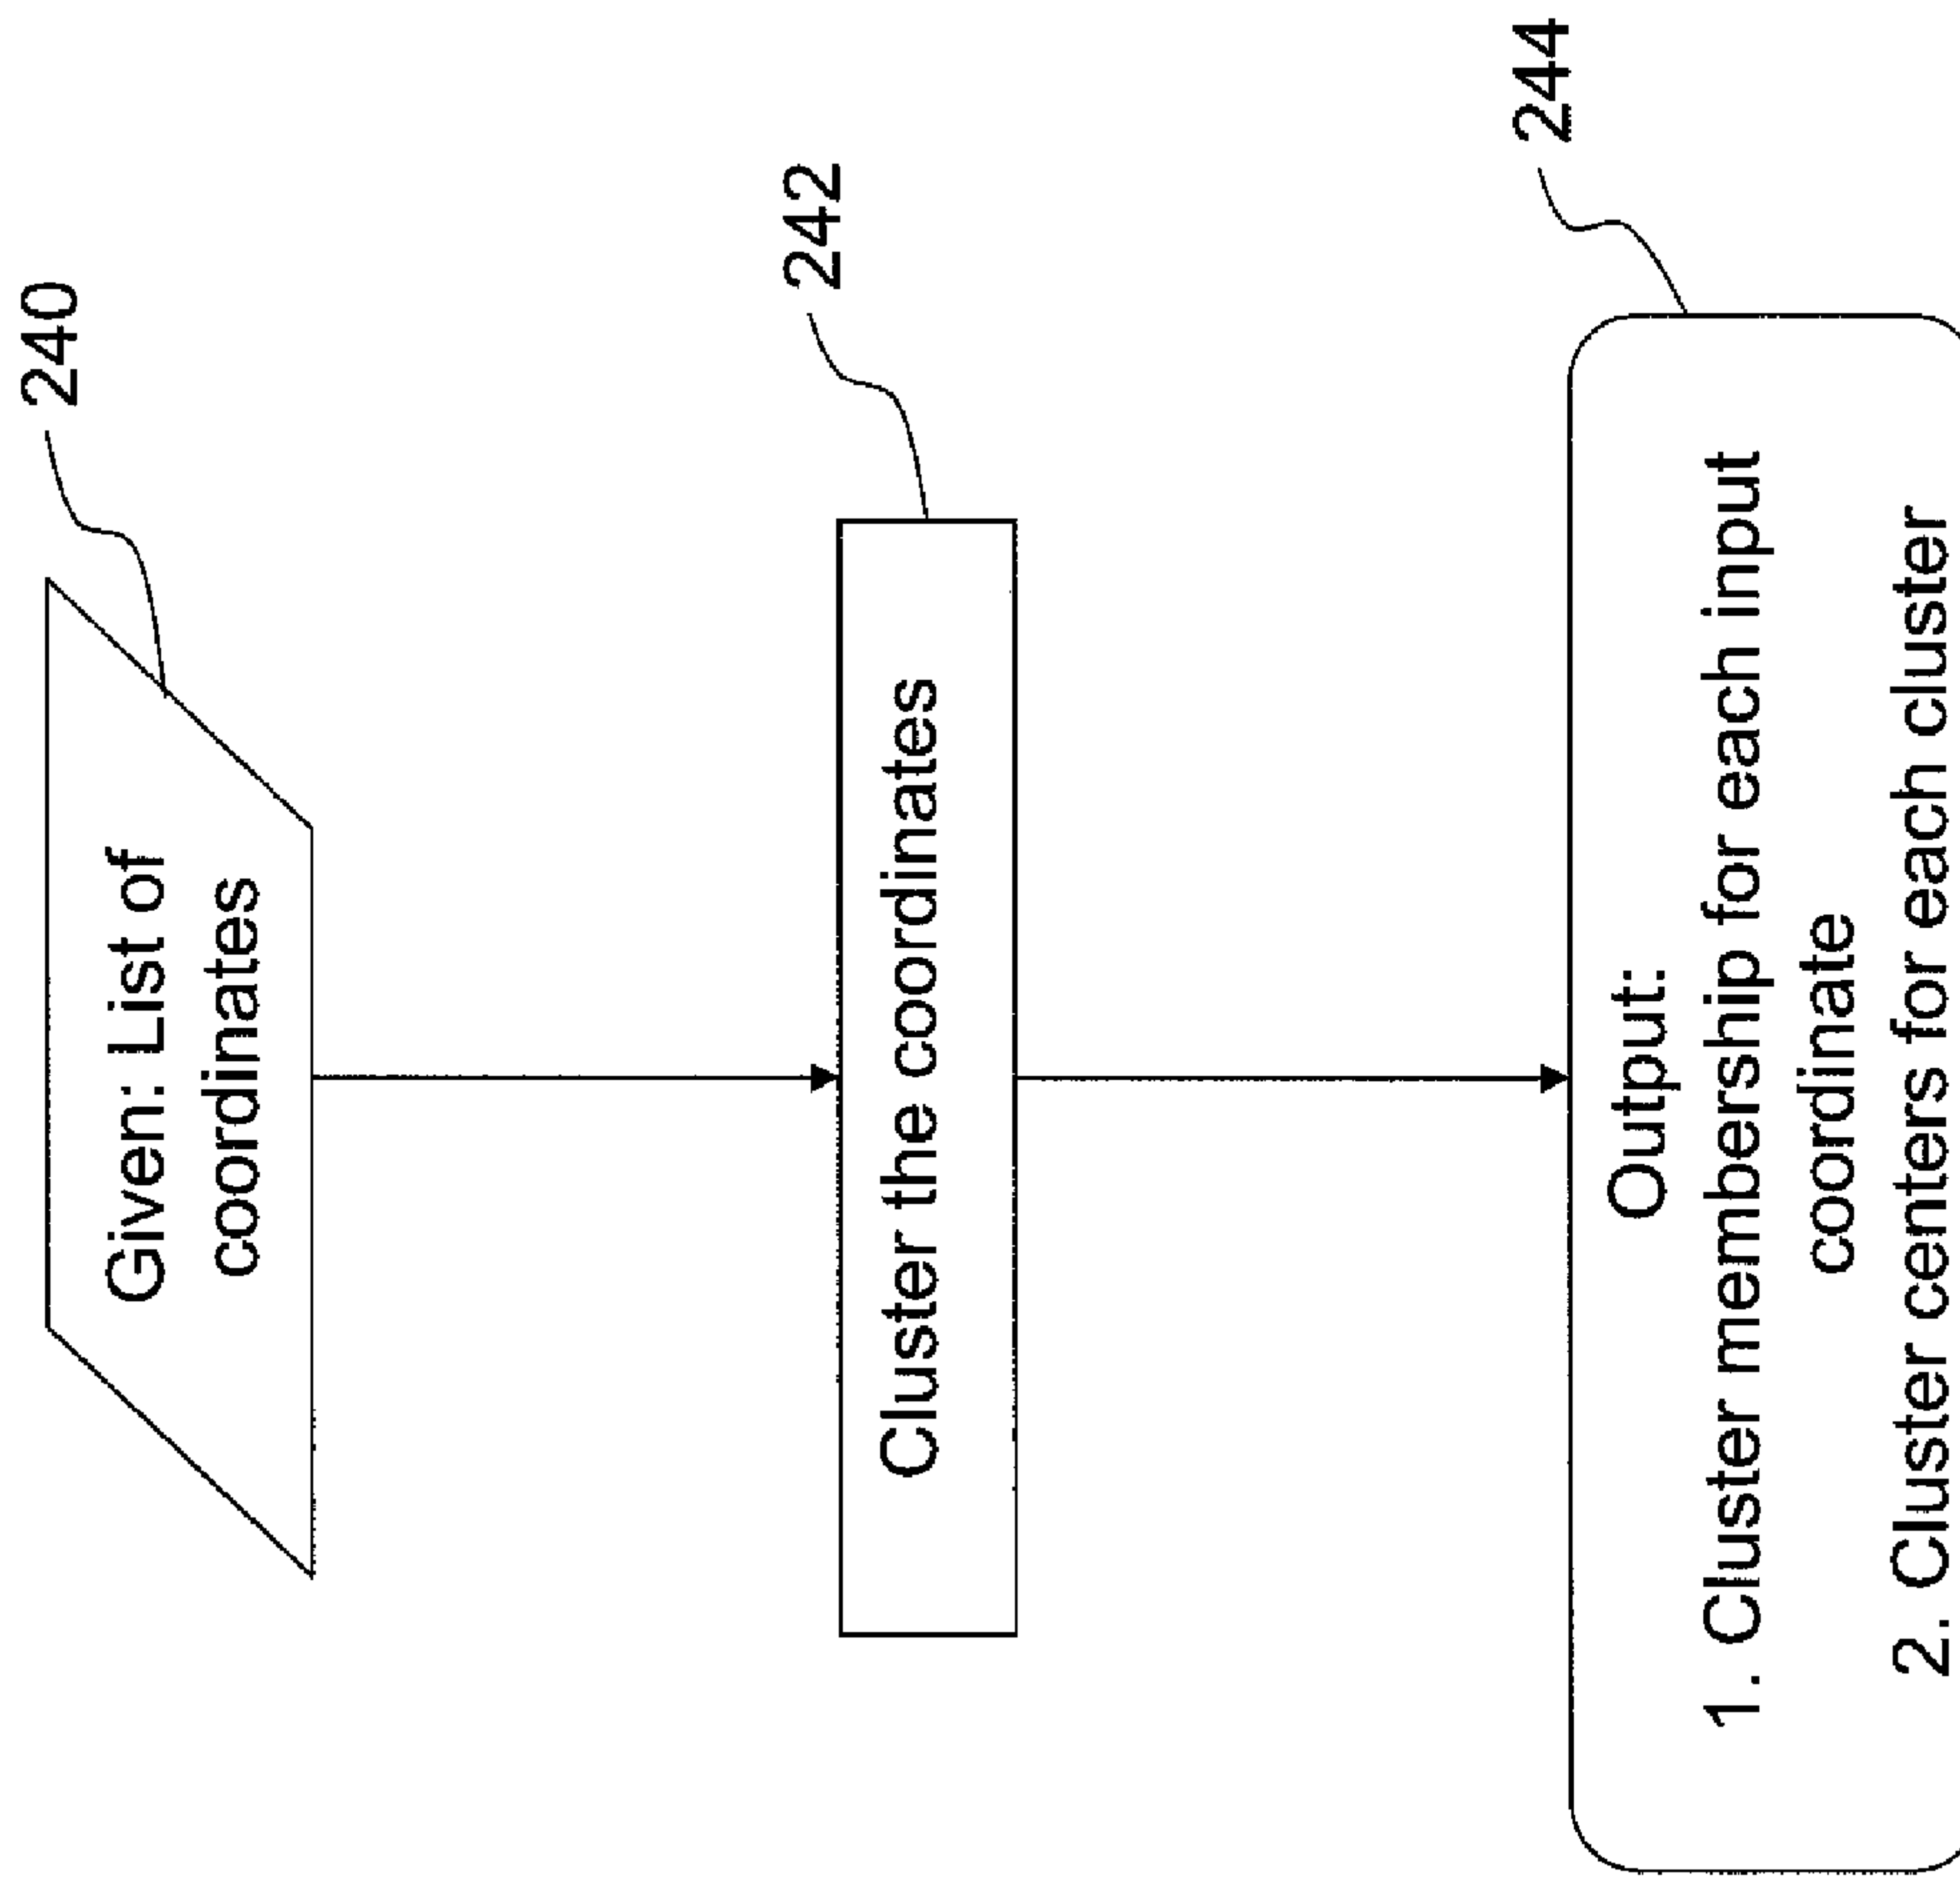 Given: List of
coordinates
240
Cluster the coordinates
242
Output:
1. Cluster membership for each input
coordinate
2. Cluster centers for each cluster
244